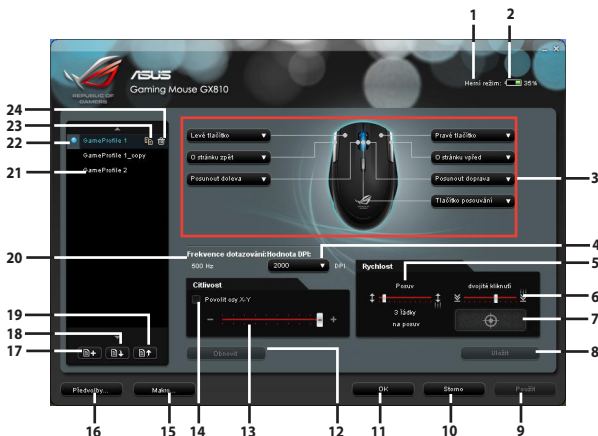 1
2
REPUBLIC OF
GAMERS
ASUS
Gaming Mouse GX810
Herní režim:
35%
24
23
22
GameProfile 1
GameProfile 1_copy
21
GameProfile 2
Levé tlačítko
Pravé tlačítko
O stránku zpět
O stránku vpřed
Posunout doleva
Posunout doprava
3
Tlačítko posouvání
4
20
Frekvence dotazování:Hodnota DPI:
500 Hz
2000
DPI
Rychlost
5
Posuv
dvojité kliknutí
Citlivost
Povolit osy X-Y
6
3 řádky
na posuv
7
19
18
17
Obnovit
Uložit
8
Předvolby...
Makro...
OK
Storno
Použít
16
15
14
13
12
11
10
9